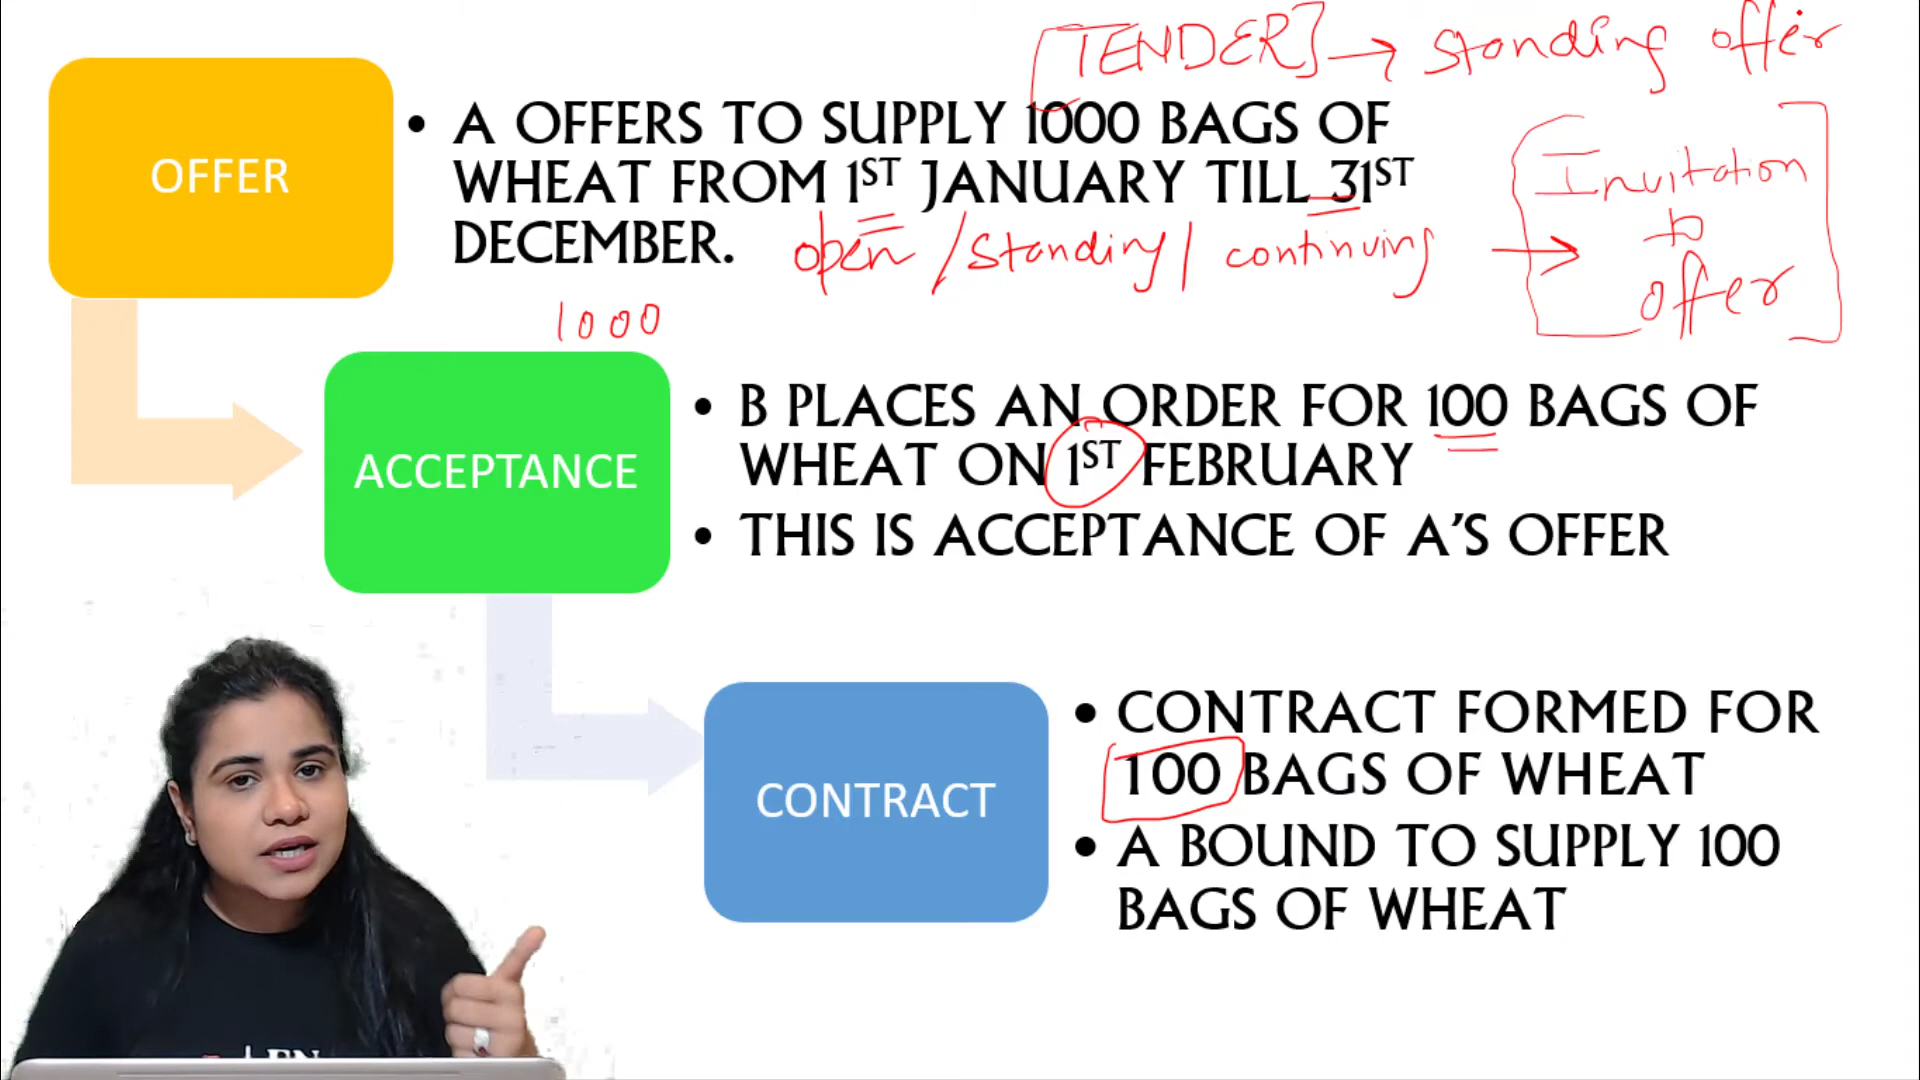 [TENDER] → standing offer
OFFER
• A OFFERS TO SUPPLY 1000 BAGS OF
WHEAT FROM 1ST JANUARY TILL 31ST
DECEMBER.
open / standing / continuing →
Invitation
to
offer
1000
ACCEPTANCE
• B PLACES AN ORDER FOR 100 BAGS OF
WHEAT ON 1ST FEBRUARY
• THIS IS ACCEPTANCE OF A'S OFFER
CONTRACT
• CONTRACT FORMED FOR
100 BAGS OF WHEAT
• A BOUND TO SUPPLY 100
BAGS OF WHEAT